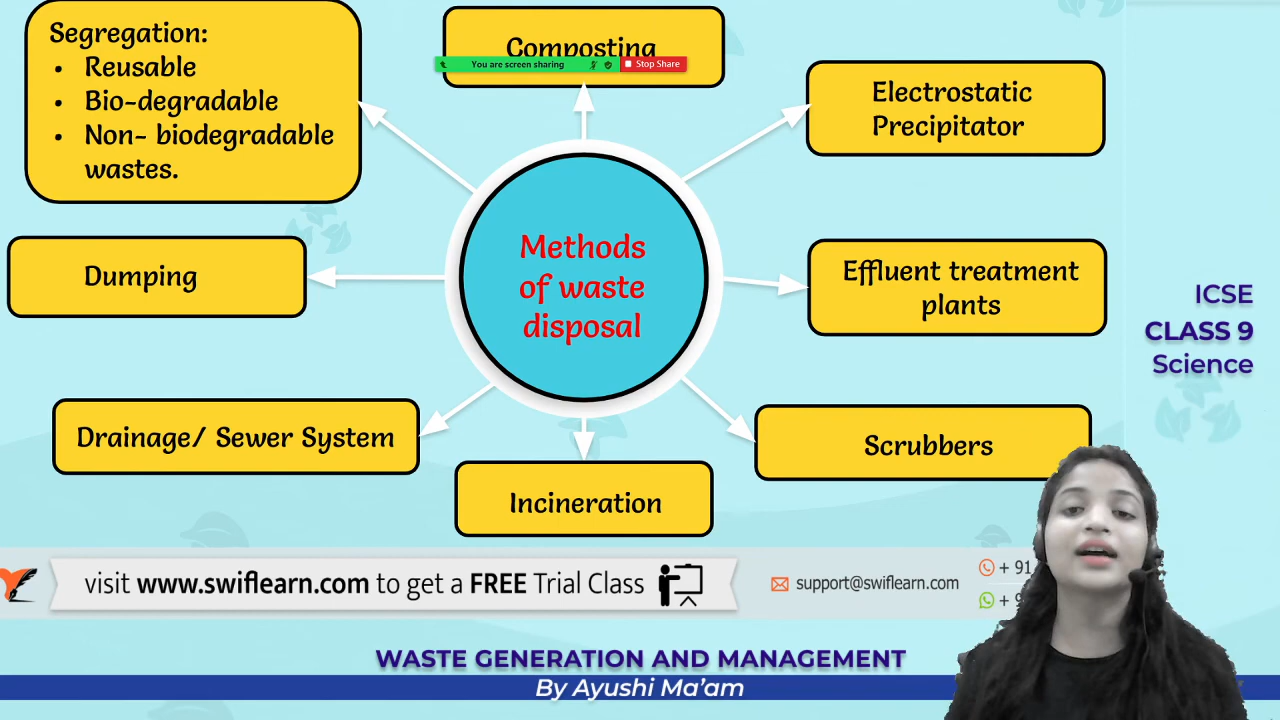 Segregation:
• Reusable
• Bio-degradable
• Non- biodegradable
wastes.
Composting
You are screen sharing
Stop Share
Electrostatic
Precipitator
Dumping
Methods
of waste
disposal
Effluent treatment
plants
Drainage/ Sewer System
Incineration
Scrubbers
ICSE
CLASS 9
Science
visit www.swiflearn.com to get a FREE Trial Class
support@swiflearn.com
+ 91
+
WASTE GENERATION AND MANAGEMENT
By Ayushi Ma'am